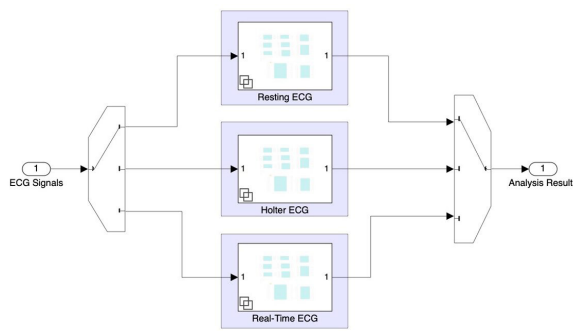 1 1
Resting ECG
1
ECG Signals
1 1
Holter ECG
1
Analysis Result
1 1
Real-Time ECG